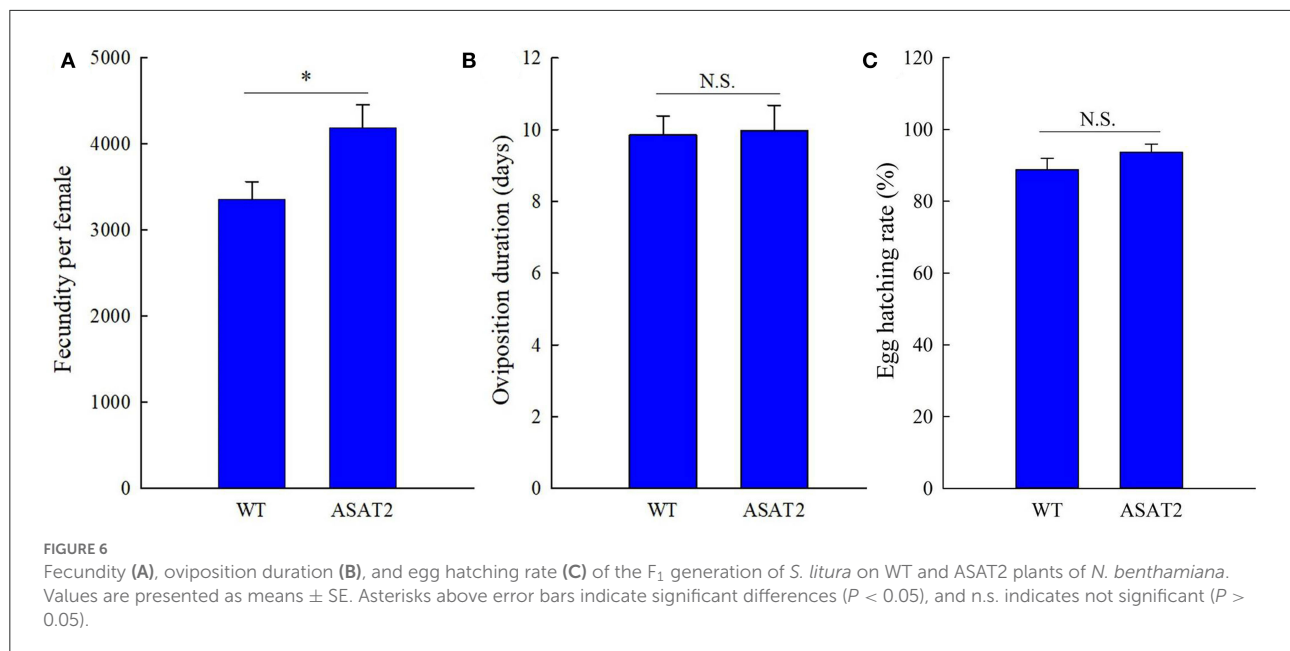 A
5000
4000
3000
2000
1000
0
Fecundity per female
*
WT ASAT2
B
12
10
8
6
4
2
0
Oviposition duration (days)
N.S.
WT ASAT2
C
120
100
80
60
40
20
0
Egg hatching rate (%)
N.S.
WT ASAT2
FIGURE 6
Fecundity (A), oviposition duration (B), and egg hatching rate (C) of the F₁ generation of S. litura on WT and ASAT2 plants of N. benthamiana.
Values are presented as means ± SE. Asterisks above error bars indicate significant differences (P < 0.05), and n.s. indicates not significant (P >
0.05).